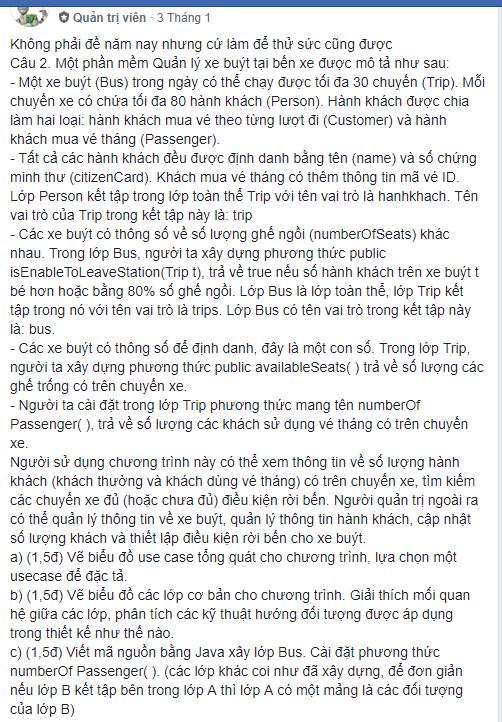 Quản trị viên · 3 Tháng 1
Không phải đề năm nay nhưng cứ làm để thử sức cũng được
Câu 2. Một phần mềm Quản lý xe buýt tại bến xe được mô tả như sau:
- Một xe buýt (Bus) trong ngày có thể chạy được tối đa 30 chuyến (Trip). Mỗi
chuyến xe có chứa tối đa 80 hành khách (Person). Hành khách được chia
làm hai loại: hành khách mua vé theo từng lượt đi (Customer) và hành
khách mua vé tháng (Passenger).
- Tất cả các hành khách đều được định danh bằng tên (name) và số chứng
minh thư (citizenCard). Khách mua vé tháng có thêm thông tin mã vé ID.
Lớp Person kết tập trong lớp toàn thể Trip với tên vai trò là hanhkhach. Tên
vai trò của Trip trong kết tập này là: trip
- Các xe buýt có thông số về số lượng ghế ngồi (numberOfSeats) khác
nhau. Trong lớp Bus, người ta xây dựng phương thức public
isEnableToLeaveStation(Trip t), trả về true nếu số hành khách trên xe buýt t
bé hơn hoặc bằng 80% số ghế ngồi. Lớp Bus là lớp toàn thể, lớp Trip kết
tập trong nó với tên vai trò là trips. Lớp Bus có tên vai trò trong kết tập này
là: bus.
- Các xe buýt có thông số để định danh, đây là một con số. Trong lớp Trip,
người ta xây dựng phương thức public availableSeats( ) trả về số lượng các
ghế trống có trên chuyến xe.
- Người ta cài đặt trong lớp Trip phương thức mang tên numberOf
Passenger( ), trả về số lượng các khách sử dụng vé tháng có trên chuyến
xe.
Người sử dụng chương trình này có thể xem thông tin về số lượng hành
khách (khách thường và khách dùng vé tháng) có trên chuyến xe, tìm kiếm
các chuyến xe đủ (hoặc chưa đủ) điều kiện rời bến. Người quản trị ngoài ra
có thể quản lý thông tin về xe buýt, quản lý thông tin hành khách, cập nhật
số lượng khách và thiết lập điều kiện rời bến cho xe buýt.
a) (1,5đ) Vẽ biểu đồ use case tổng quát cho chương trình, lựa chọn một
usecase để đặc tả.
b) (1,5đ) Vẽ biểu đồ các lớp cơ bản cho chương trình. Giải thích mối quan
hệ giữa các lớp, phân tích các kỹ thuật hướng đối tượng được áp dụng
trong thiết kế như thế nào.
c) (1,5đ) Viết mã nguồn bằng Java xây lớp Bus. Cài đặt phương thức
numberOf Passenger( ). (các lớp khác coi như đã xây dựng, để đơn giản
nếu lớp B kết tập bên trong lớp A thì lớp A có một mảng là các đối tượng
của lớp B)